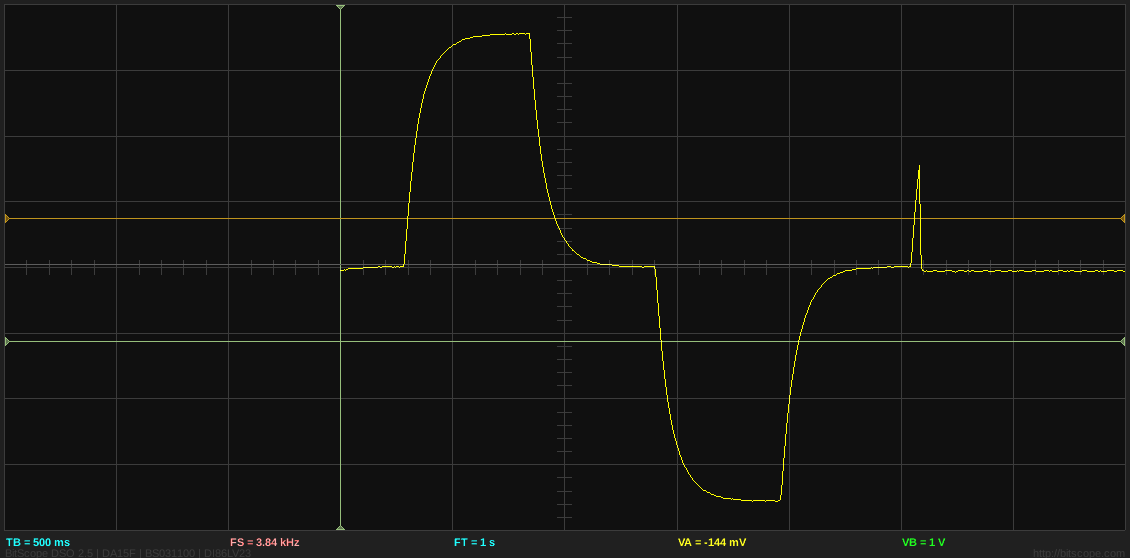 TB = 500 ms FS = 3.84 kHz FT = 1 s VA = -144 mV VB = 1 V
BitScope DSO 2.5 | DA15F | BS031100 | DI86LV23 http://bitscope.com